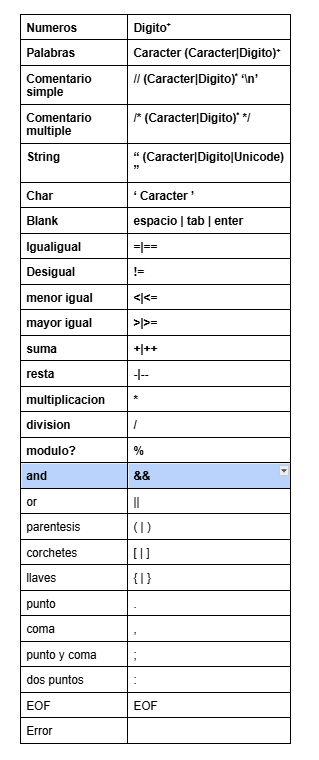 Numeros Digito⁺
Palabras Caracter (Caracter|Digito)⁺
Comentario simple // (Caracter|Digito)* ‘\n’
Comentario multiple /* (Caracter|Digito)* */
String “ (Caracter|Digito|Unicode) ”
Char ‘ Caracter ’
Blank espacio | tab | enter
Igualigual =|==
Desigual !=
menor igual <|<=
mayor igual >|>=
suma +|++
resta -|--
multiplicacion *
division /
modulo? %
and &&
or ||
parentesis ( | )
corchetes [ | ]
llaves { | }
punto .
coma ,
punto y coma ;
dos puntos :
EOF EOF
Error